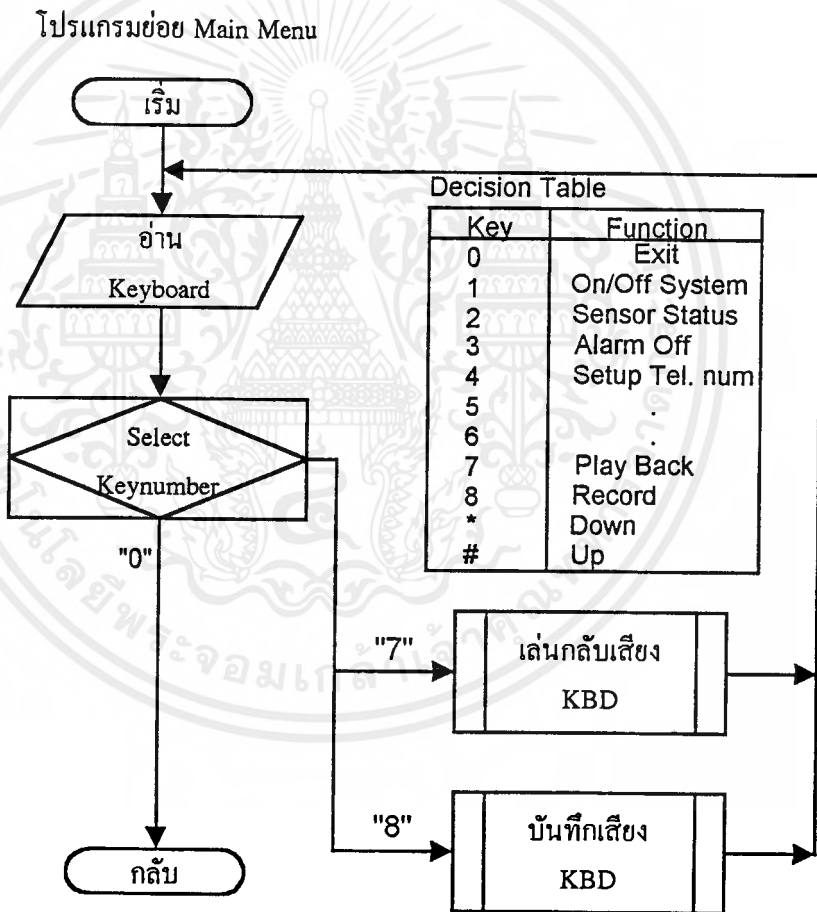 โปรแกรมย่อย Main Menu
เริ่ม
อ่าน
Keyboard
Select
Keynumber
"0"
กลับ
Decision Table
Key Function
0 Exit
1 On/Off System
2 Sensor Status
3 Alarm Off
4 Setup Tel. num
5 .
6 .
7 Play Back
8 Record
* Down
# Up
"7"
เล่นกลับเสียง
KBD
"8"
บันทึกเสียง
KBD